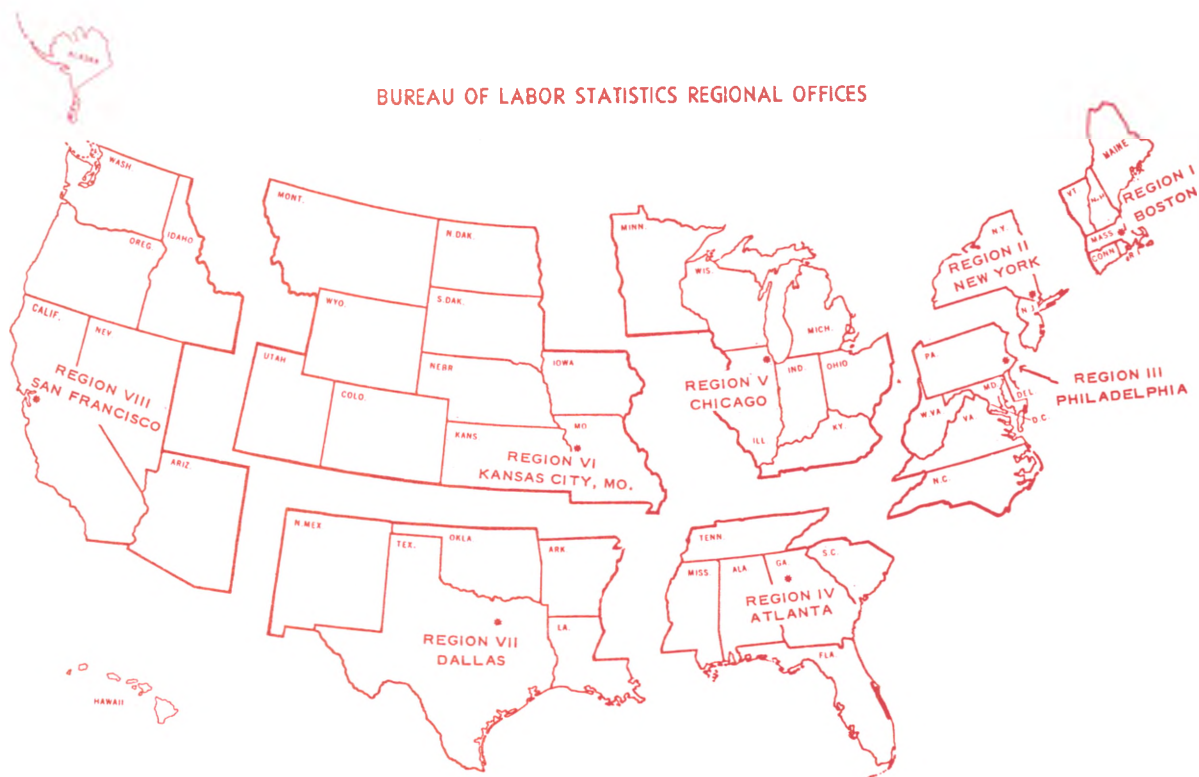 ALASKA
BUREAU OF LABOR STATISTICS REGIONAL OFFICES
WASH.
OREG.
IDAHO
CALIF.
NEV.
REGION VIII
SAN FRANCISCO
ARIZ.
HAWAII
MONT.
N.DAK.
S.DAK.
WYO.
UTAH
COLO.
NEBR
KANS
IOWA
MO.
REGION VI
KANSAS CITY, MO.
N.MEX
TEX.
OKLA
ARK
LA.
REGION VII
DALLAS
MINN.
WIS.
MICH.
ILL
IND.
OHIO
KY.
REGION V
CHICAGO
TENN.
MISS.
ALA
GA
S.C.
FLA.
REGION IV
ATLANTA
PA.
MD.
DEL.
D.C.
W.VA
VA.
N.C.
REGION III
PHILADELPHIA
N.Y.
N.J.
REGION II
NEW YORK
MAINE
VT.
N.H.
MASS.
CONN.
R.I.
REGION I
BOSTON